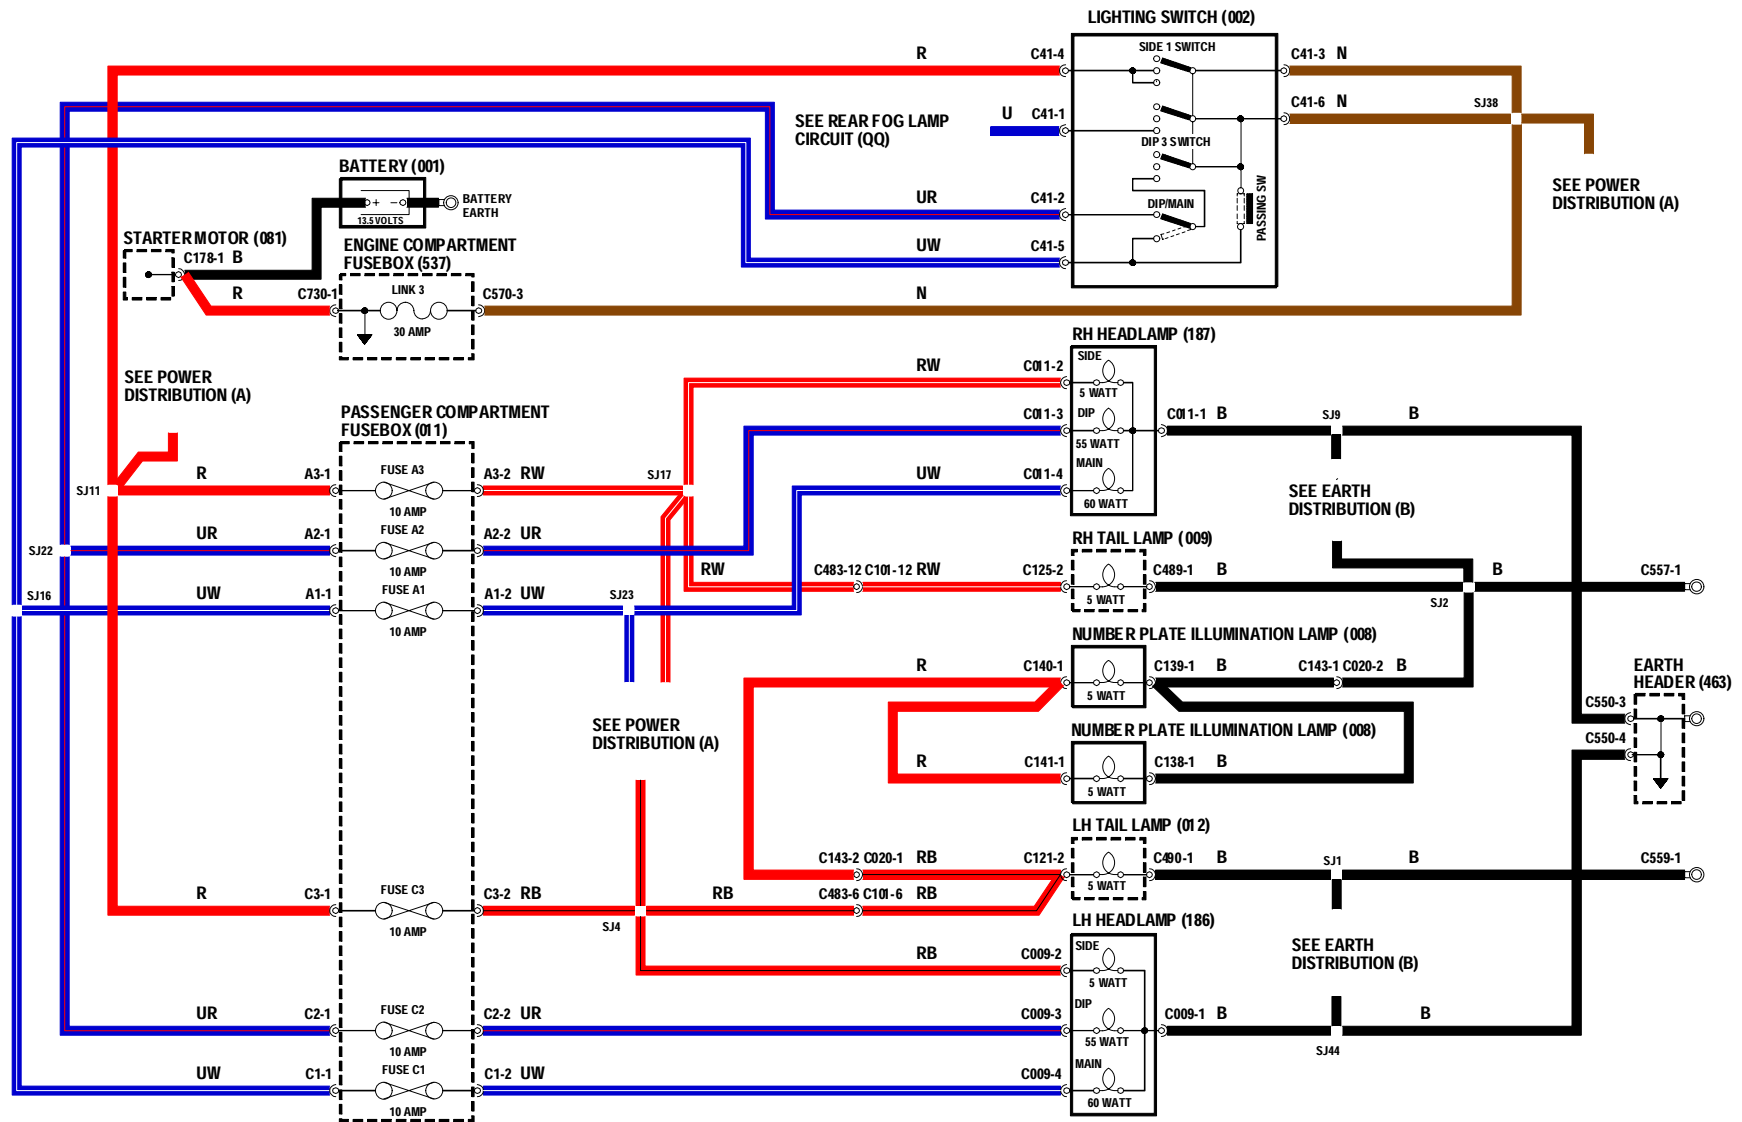 LIGHTING SWITCH (002)
R
C41-4
SIDE 1 SWITCH
C41-3 N
C41-6 N
SJ38
SEE REAR FOG LAMP
CIRCUIT (QQ)
U
C41-1
DIP 3 SWITCH
BATTERY (001)
+ -
13.5 VOLTS
BATTERY
EARTH
UR
C41-2
DIP/MAIN
PASSING SW
SEE POWER
DISTRIBUTION (A)
STARTER MOTOR (081)
C178-1 B
ENGINE COMPARTMENT
FUSEBOX (537)
UW
C41-5
R
C730-1
LINK 3
30 AMP
C570-3
N
RH HEADLAMP (187)
SEE POWER
DISTRIBUTION (A)
RW
C011-2
SIDE
5 WATT
PASSENGER COMPARTMENT
FUSEBOX (011)
C011-3
DIP
55 WATT
C011-1 B
SJ9
B
SJ11
R
A3-1
FUSE A3
10 AMP
A3-2 RW
SJ17
UW
C011-4
MAIN
60 WATT
SEE EARTH
DISTRIBUTION (B)
SJ22
UR
A2-1
FUSE A2
10 AMP
A2-2 UR
RH TAIL LAMP (009)
RW
C483-12 C101-12 RW
C125-2
5 WATT
C489-1
B
B
C557-1
SJ16
UW
A1-1
FUSE A1
10 AMP
A1-2 UW
SJ23
SJ2
NUMBER PLATE ILLUMINATION LAMP (008)
R
C140-1
5 WATT
C139-1
B
C143-1 C020-2
B
EARTH
HEADER (463)
C550-3
C550-4
SEE POWER
DISTRIBUTION (A)
NUMBER PLATE ILLUMINATION LAMP (008)
R
C141-1
5 WATT
C138-1
B
LH TAIL LAMP (012)
C143-2 C020-1 RB
C121-2
5 WATT
C490-1
B
SJ1
B
C559-1
R
C3-1
FUSE C3
10 AMP
C3-2 RB
SJ4
RB
C483-6 C101-6 RB
LH HEADLAMP (186)
RB
C009-2
SIDE
5 WATT
SEE EARTH
DISTRIBUTION (B)
UR
C2-1
FUSE C2
10 AMP
C2-2 UR
C009-3
DIP
55 WATT
C009-1 B
SJ44
B
UW
C1-1
FUSE C1
10 AMP
C1-2 UW
C009-4
MAIN
60 WATT